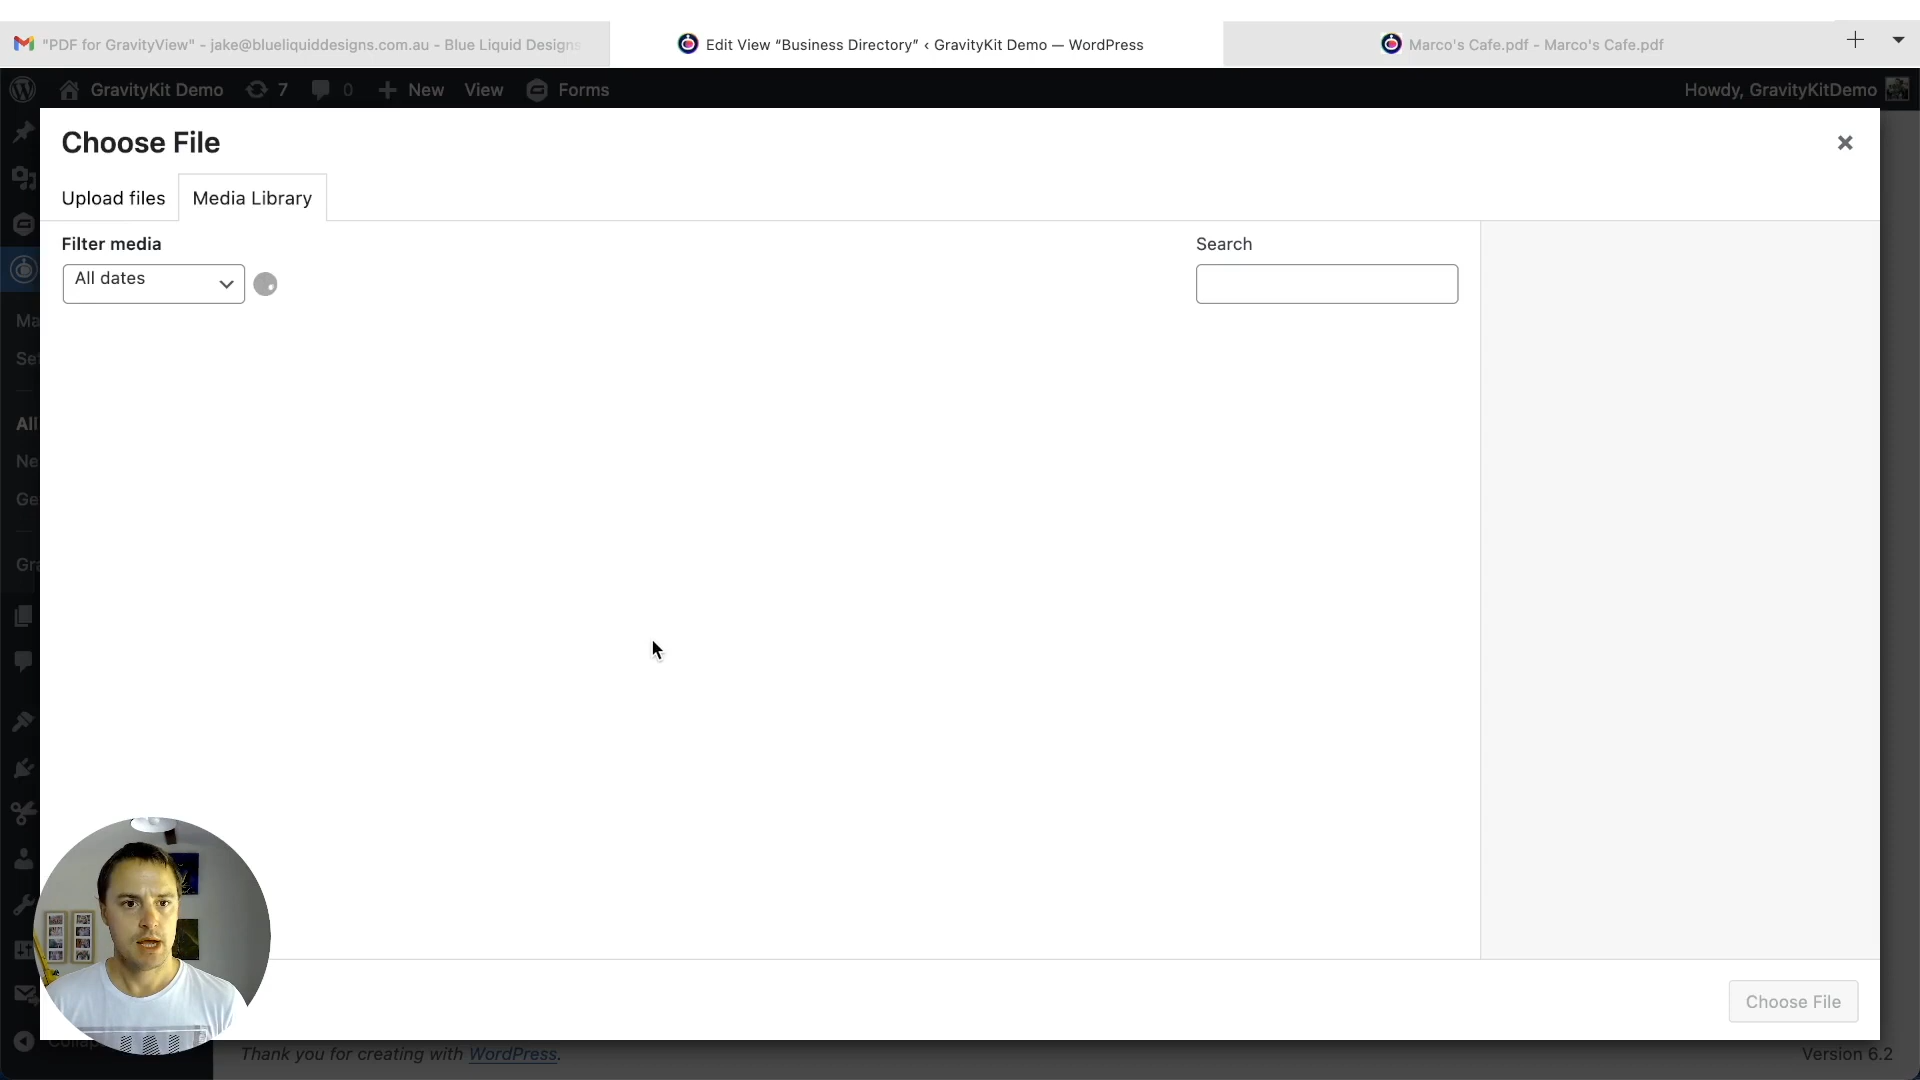 "PDF for GravityView" - jake@blueliquiddesigns.com.au - Blue Liquid Designs
Edit View “Business Directory” ‹ GravityKit Demo — WordPress
Marco's Cafe.pdf - Marco's Cafe.pdf
GravityKit Demo 7 0 New View Forms
Howdy, GravityKitDemo
Choose File
Upload files Media Library
Filter media
Search
All dates
Ma
Se
All
Ne
Ge
Gra
Choose File
Thank you for creating with WordPress.
Version 6.2